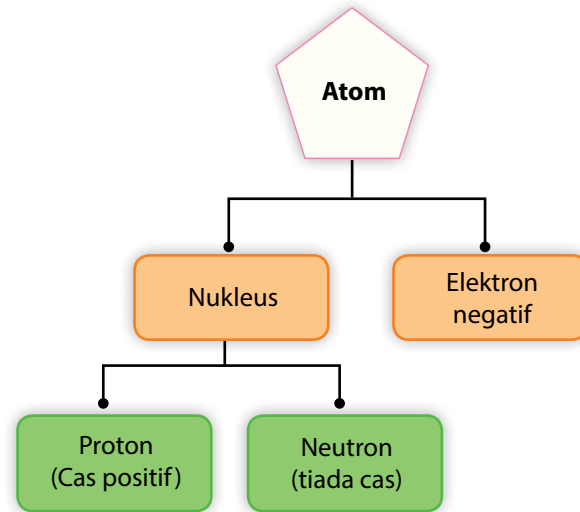 Atom
Nukleus
Elektron
negatif
Proton
(Cas positif)
Neutron
(tiada cas)